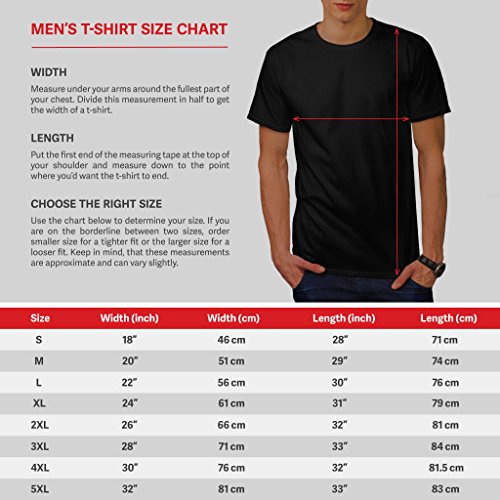 MEN'S T-SHIRT SIZE CHART
WIDTH
Measure under your arms around the fullest part of
your chest. Divide this measurement in half to get
the width of a t-shirt.
LENGTH
Put the first end of the measuring tape at the top of
your shoulder and measure down to the point
where you'd want the t-shirt to end.
CHOOSE THE RIGHT SIZE
Use the chart below to determine your size. If you
are on the borderline between two sizes, order
smaller size for a tighter fit or the larger size for a
looser fit. Keep in mind, that these measurements
are approximate and can vary slightly.
Size Width (inch) Width (cm) Length (inch) Length (cm)
S 18" 46 cm 28" 71 cm
M 20" 51 cm 29" 74 cm
L 22" 56 cm 30" 76 cm
XL 24" 61 cm 31" 79 cm
2XL 26" 66 cm 32" 81 cm
3XL 28" 71 cm 33" 84 cm
4XL 30" 76 cm 32" 81.5 cm
5XL 32" 81 cm 33" 83 cm